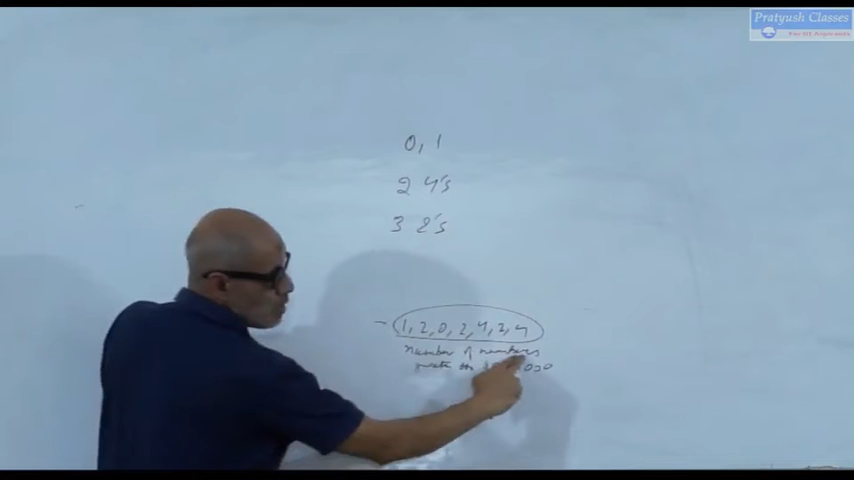 Pratyush Classes
0, 1
2 4's
3 2's
1, 2, 0, 2, 4, 2, 4
Number of numbers